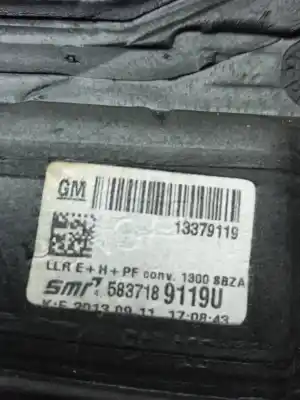 GM
13379119
LLR E+H+PF conv. 1300 SBZA
smr 583718 9119U
K:F 2013.09.11 17:08:43